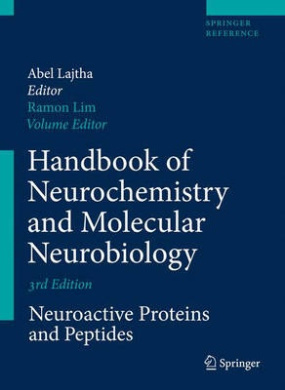 SPRINGER
REFERENCE
Abel Lajtha
Editor
Ramon Lim
Volume Editor
Handbook of
Neurochemistry
and Molecular
Neurobiology
3rd Edition
Neuroactive Proteins
and Peptides
Springer